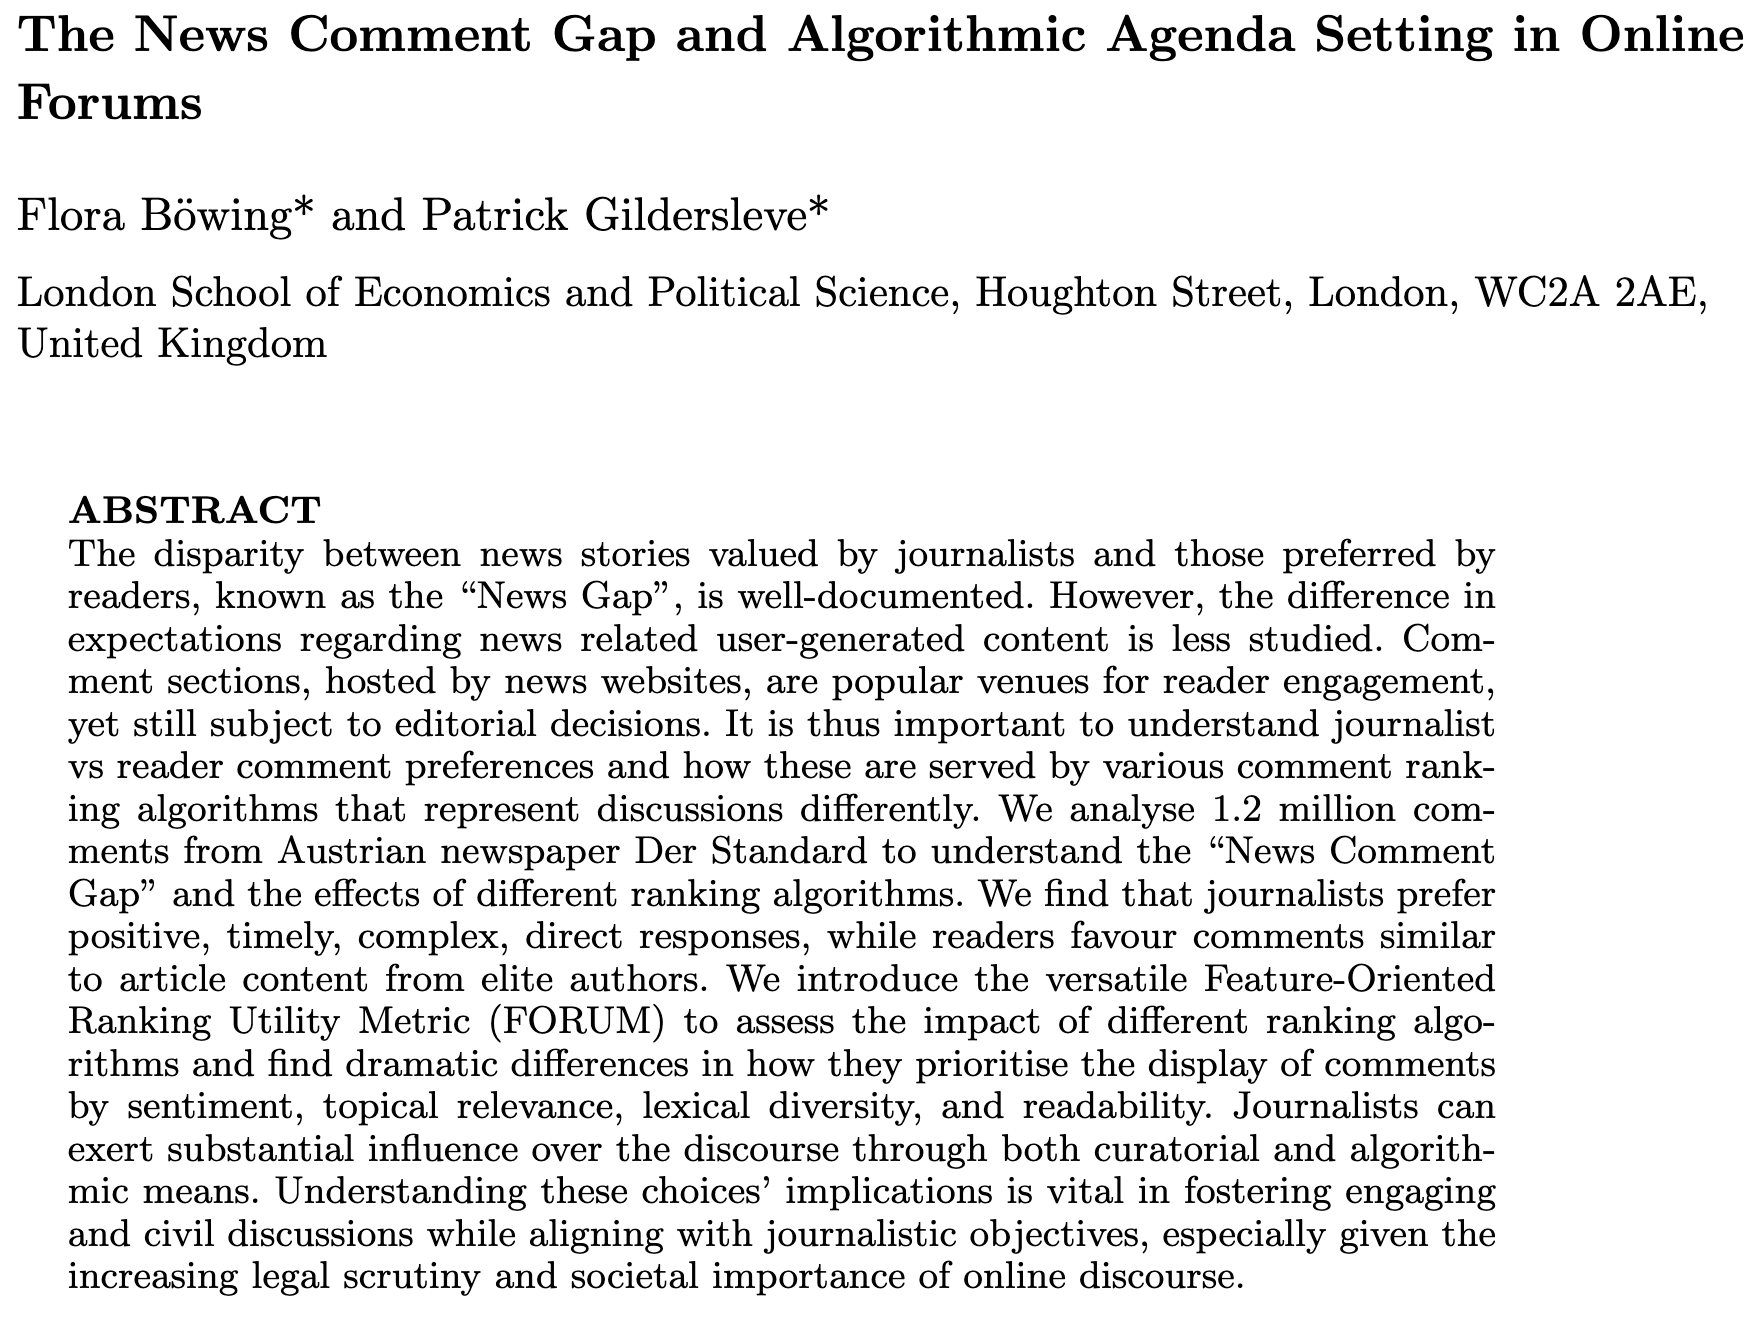 The News Comment Gap and Algorithmic Agenda Setting in Online
Forums
Flora Böwing* and Patrick Gildersleve*
London School of Economics and Political Science, Houghton Street, London, WC2A 2AE,
United Kingdom
ABSTRACT
The disparity between news stories valued by journalists and those preferred by
readers, known as the “News Gap”, is well-documented. However, the difference in
expectations regarding news related user-generated content is less studied. Com-
ment sections, hosted by news websites, are popular venues for reader engagement,
yet still subject to editorial decisions. It is thus important to understand journalist
vs reader comment preferences and how these are served by various comment rank-
ing algorithms that represent discussions differently. We analyse 1.2 million com-
ments from Austrian newspaper Der Standard to understand the “News Comment
Gap” and the effects of different ranking algorithms. We find that journalists prefer
positive, timely, complex, direct responses, while readers favour comments similar
to article content from elite authors. We introduce the versatile Feature-Oriented
Ranking Utility Metric (FORUM) to assess the impact of different ranking algo-
rithms and find dramatic differences in how they prioritise the display of comments
by sentiment, topical relevance, lexical diversity, and readability. Journalists can
exert substantial influence over the discourse through both curatorial and algorith-
mic means. Understanding these choices’ implications is vital in fostering engaging
and civil discussions while aligning with journalistic objectives, especially given the
increasing legal scrutiny and societal importance of online discourse.